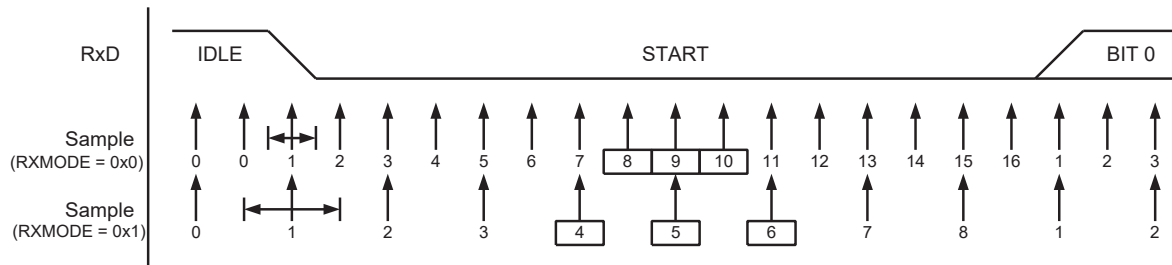 RxD IDLE START BIT 0
Sample
(RXMODE = 0x0) 0 0 1 2 3 4 5 6 7 8 9 10 11 12 13 14 15 16 1 2 3
Sample
(RXMODE = 0x1) 0 1 2 3 4 5 6 7 8 1 2